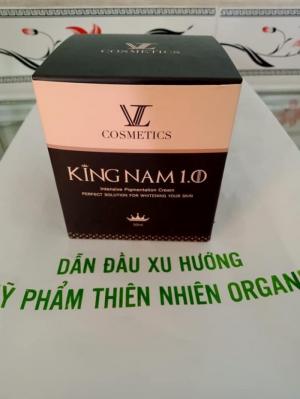 VL
COSMETICS
KING NAM 1.0
Intensive Pigmentation Cream
PERFECT SOLUTION FOR WHITENING YOUR SKIN
DẪN ĐẦU XU HƯỚNG
Ỹ PHẨM THIÊN NHIÊN ORGAN